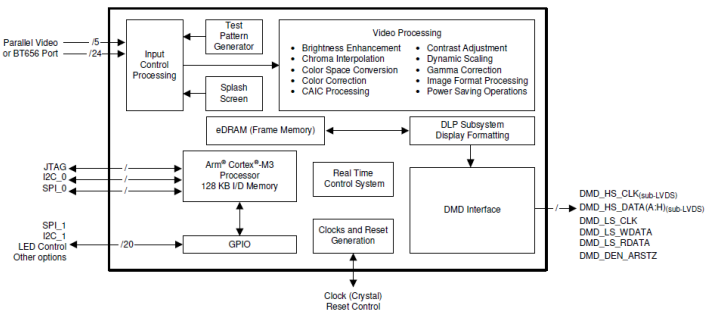 Parallel Video
or BT656 Port
/5
/24
Input
Control
Processing
Test
Pattern
Generator
Splash
Screen
Video Processing
• Brightness Enhancement
• Chroma Interpolation
• Color Space Conversion
• Color Correction
• CAIC Processing
• Contrast Adjustment
• Dynamic Scaling
• Gamma Correction
• Image Format Processing
• Power Saving Operations
eDRAM (Frame Memory)
DLP Subsystem
Display Formatting
JTAG
I2C_0
SPI_0
/
/
/
Arm® Cortex®-M3
Processor
128 KB I/D Memory
Real Time
Control System
DMD Interface
/
DMD_HS_CLK(sub-LVDS)
DMD_HS_DATA(A:H)(sub-LVDS)
DMD_LS_CLK
DMD_LS_WDATA
DMD_LS_RDATA
DMD_DEN_ARSTZ
SPI_1
I2C_1
LED Control
Other options
/20
GPIO
Clocks and Reset
Generation
Clock (Crystal)
Reset Control